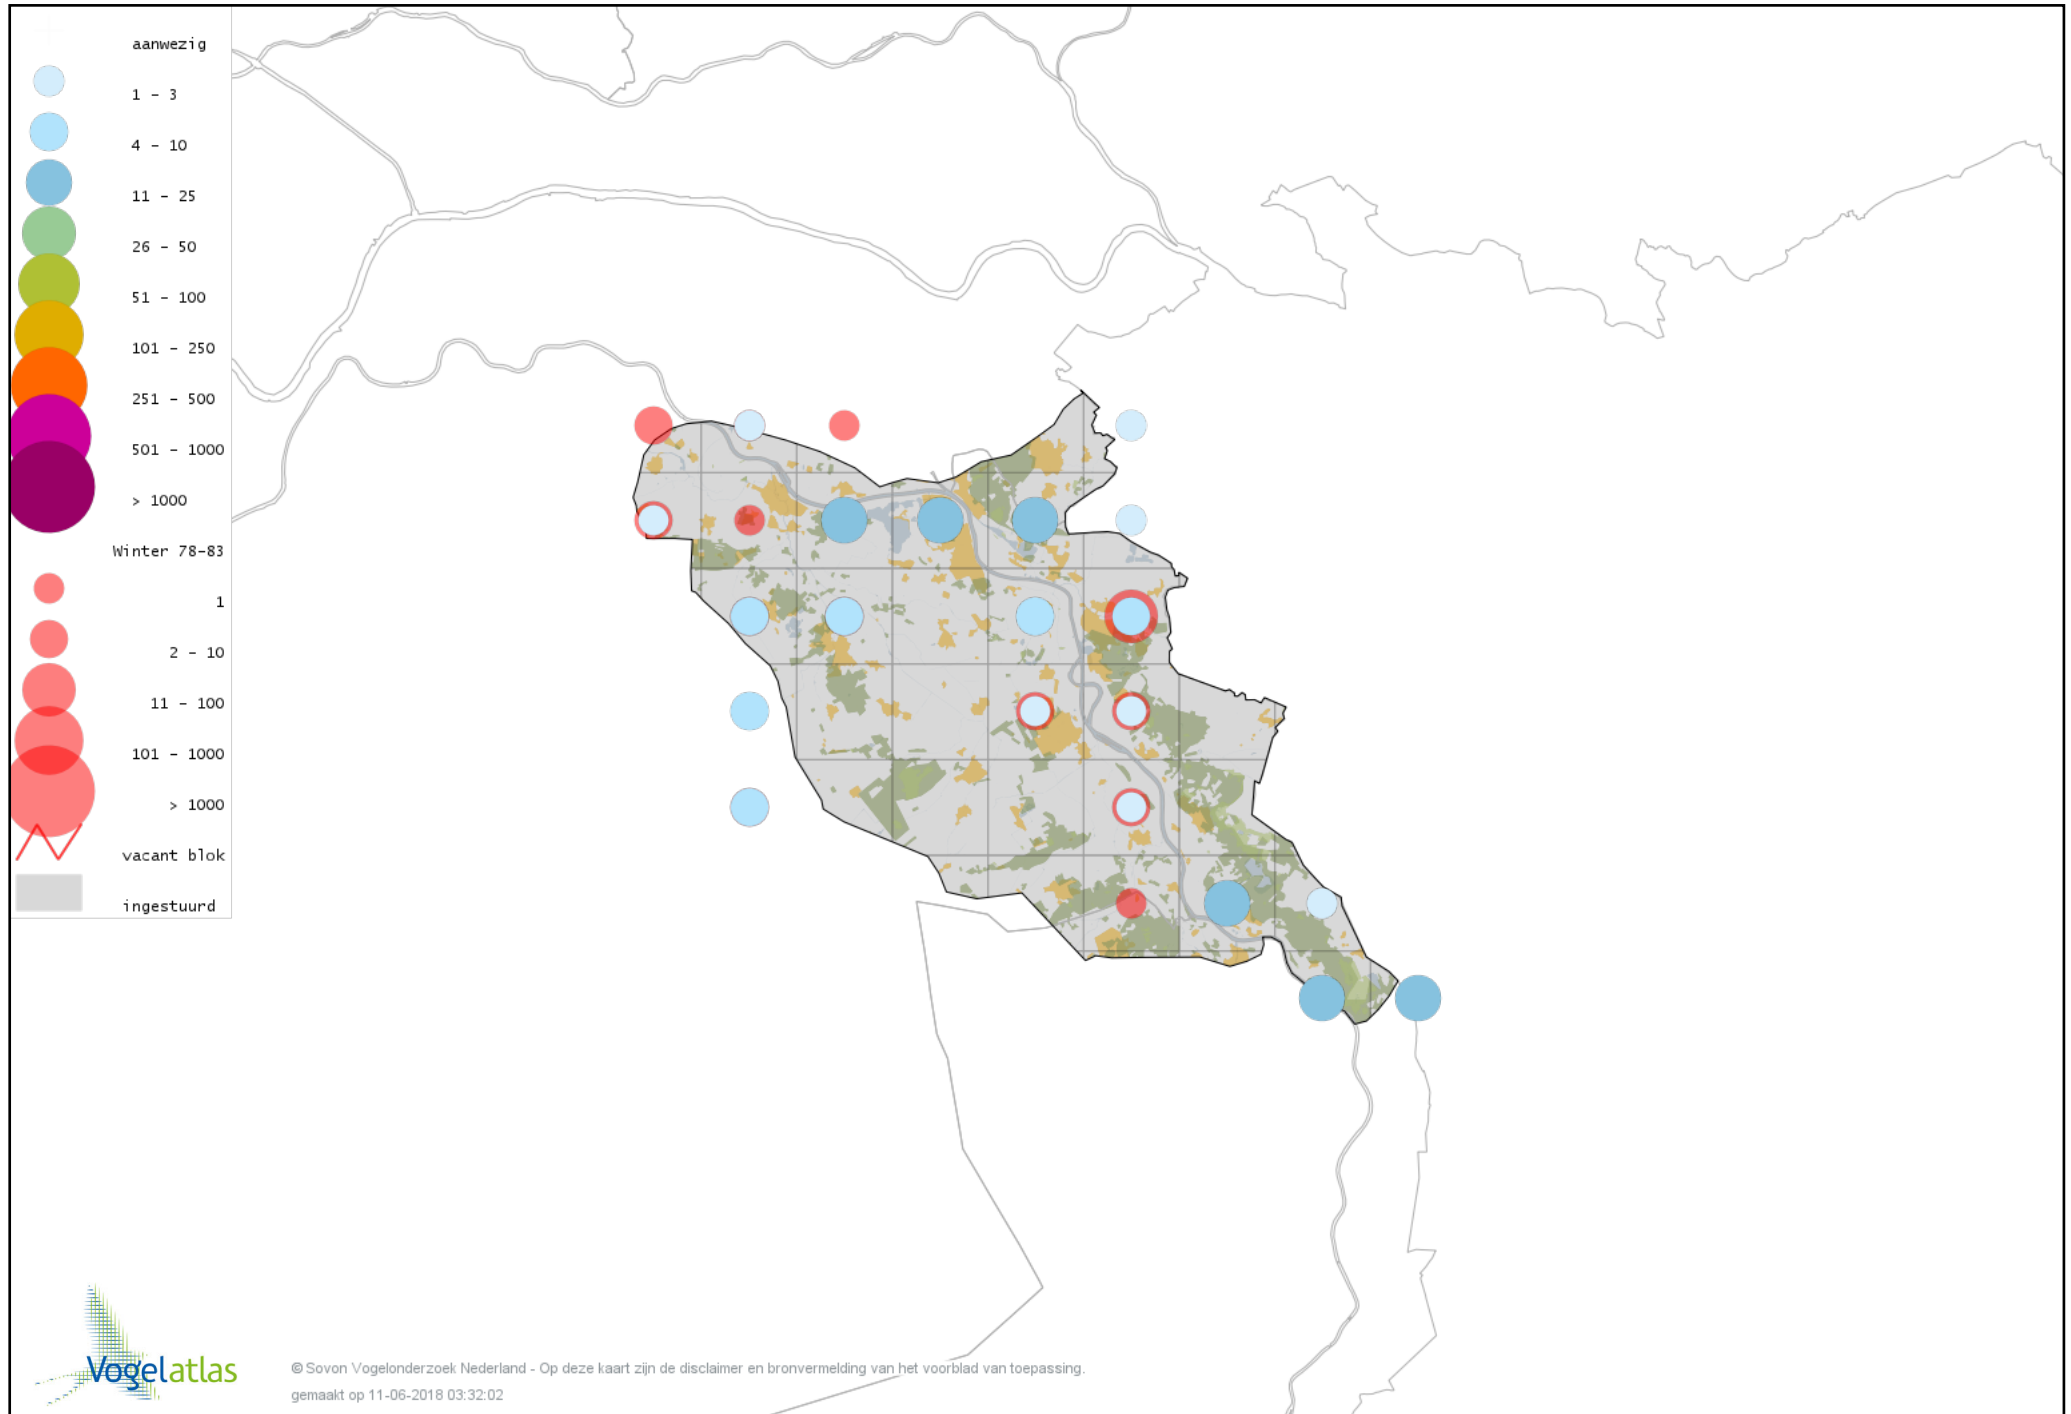 aanwezig
1 - 3
4 - 10
11 - 25
26 - 50
51 - 100
101 - 250
251 - 500
501 - 1000
> 1000
Winter 78-83
1
2 - 10
11 - 100
101 - 1000
> 1000
vacant blok
ingestuurd
Vogelatlas
© Sovon Vogelonderzoek Nederland - Op deze kaart zijn de disclaimer en bronvermelding van het voorblad van toepassing.
gemaakt op 11-06-2018 03:32:02